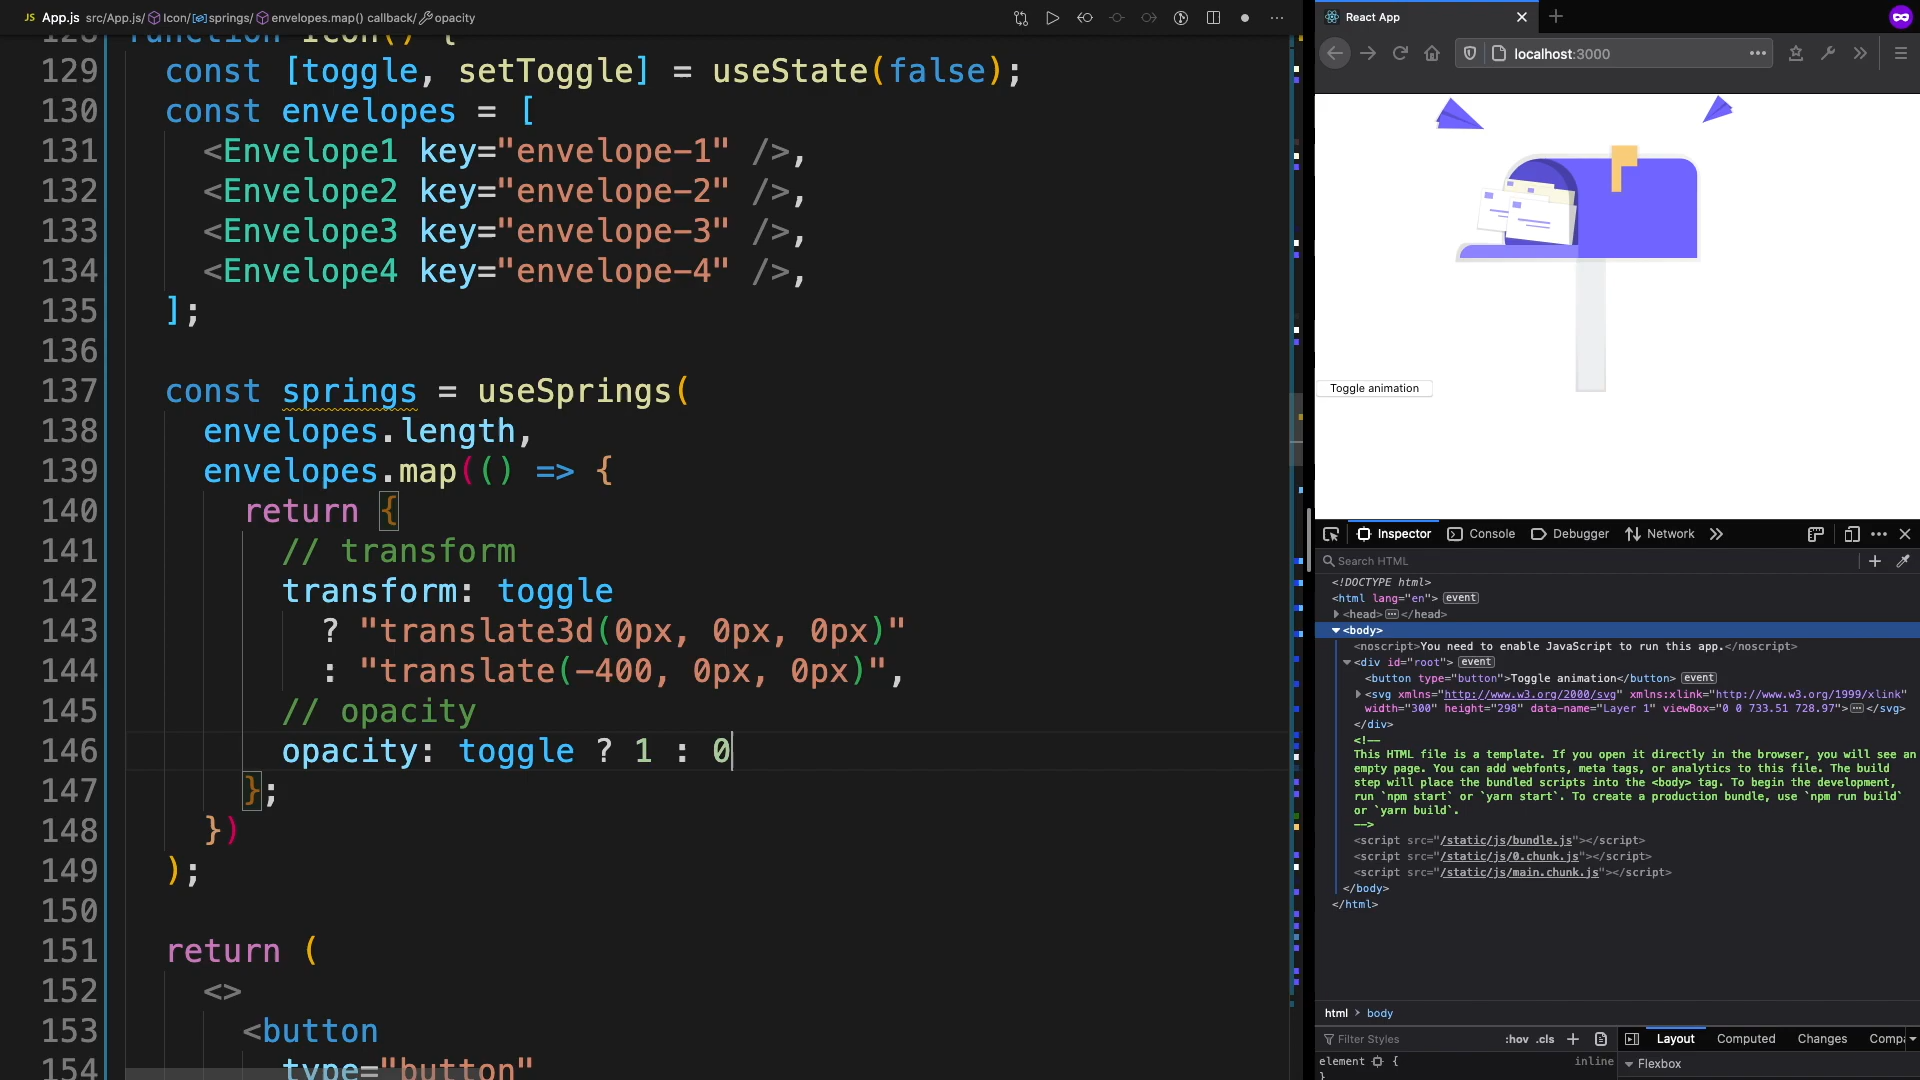 JS App.js src/App.js/ Icon/ springs/ envelopes.map() callback/ opacity
128 function Icon() {
129 const [toggle, setToggle] = useState(false);
130 const envelopes = [
131 <Envelope1 key="envelope-1" />,
132 <Envelope2 key="envelope-2" />,
133 <Envelope3 key="envelope-3" />,
134 <Envelope4 key="envelope-4" />,
135 ];
136
137 const springs = useSprings(
138 envelopes.length,
139 envelopes.map(() => {
140 return {
141 // transform
142 transform: toggle
143 ? "translate3d(0px, 0px, 0px)"
144 : "translate(-400, 0px, 0px)",
145 // opacity
146 opacity: toggle ? 1 : 0
147 };
148 })
149 );
150
151 return (
152 <>
153 <button
154 type="button"
React App
localhost:3000
Toggle animation
Inspector Console Debugger Network
Search HTML
<!DOCTYPE html>
<html lang="en"> event
<head> </head>
<body>
<noscript>You need to enable JavaScript to run this app.</noscript>
<div id="root"> event
<button type="button">Toggle animation</button> event
<svg xmlns="http://www.w3.org/2000/svg" xmlns:xlink="http://www.w3.org/1999/xlink"
width="300" height="298" data-name="Layer 1" viewBox="0 0 733.51 728.97"> </svg>
</div>
<!--
This HTML file is a template. If you open it directly in the browser, you will see an
empty page. You can add webfonts, meta tags, or analytics to this file. The build
step will place the bundled scripts into the <body> tag. To begin the development,
run `npm start` or `yarn start`. To create a production bundle, use `npm run build`
or `yarn build`.
-->
<script src="/static/js/bundle.js"></script>
<script src="/static/js/0.chunk.js"></script>
<script src="/static/js/main.chunk.js"></script>
</body>
</html>
html > body
Filter Styles :hov .cls + Layout Computed Changes Compa
element { inline
}
Flexbox